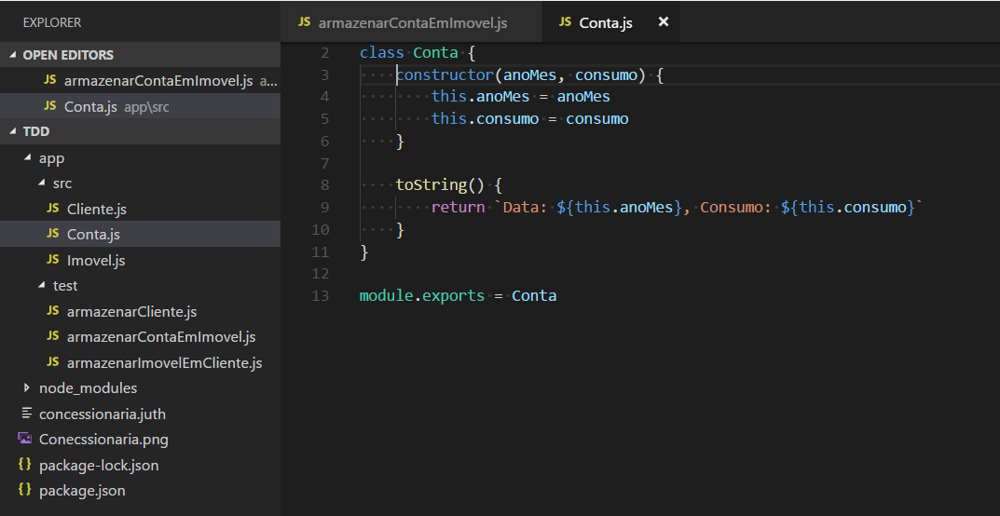 EXPLORER
OPEN EDITORS
JS armazenarContaEmImovel.js a...
JS Conta.js app\src
TDD
app
src
JS Cliente.js
JS Conta.js
JS Imovel.js
test
JS armazenarCliente.js
JS armazenarContaEmImovel.js
JS armazenarImovelEmCliente.js
node_modules
concessionaria.juth
Conecssionaria.png
{} package-lock.json
{} package.json
JS armazenarContaEmImovel.js
JS Conta.js ×
2 class Conta {
3 constructor(anoMes, consumo) {
4 this.anoMes = anoMes
5 this.consumo = consumo
6 }
7
8 toString() {
9 return `Data: ${this.anoMes}, Consumo: ${this.consumo}`
10 }
11 }
12
13 module.exports = Conta